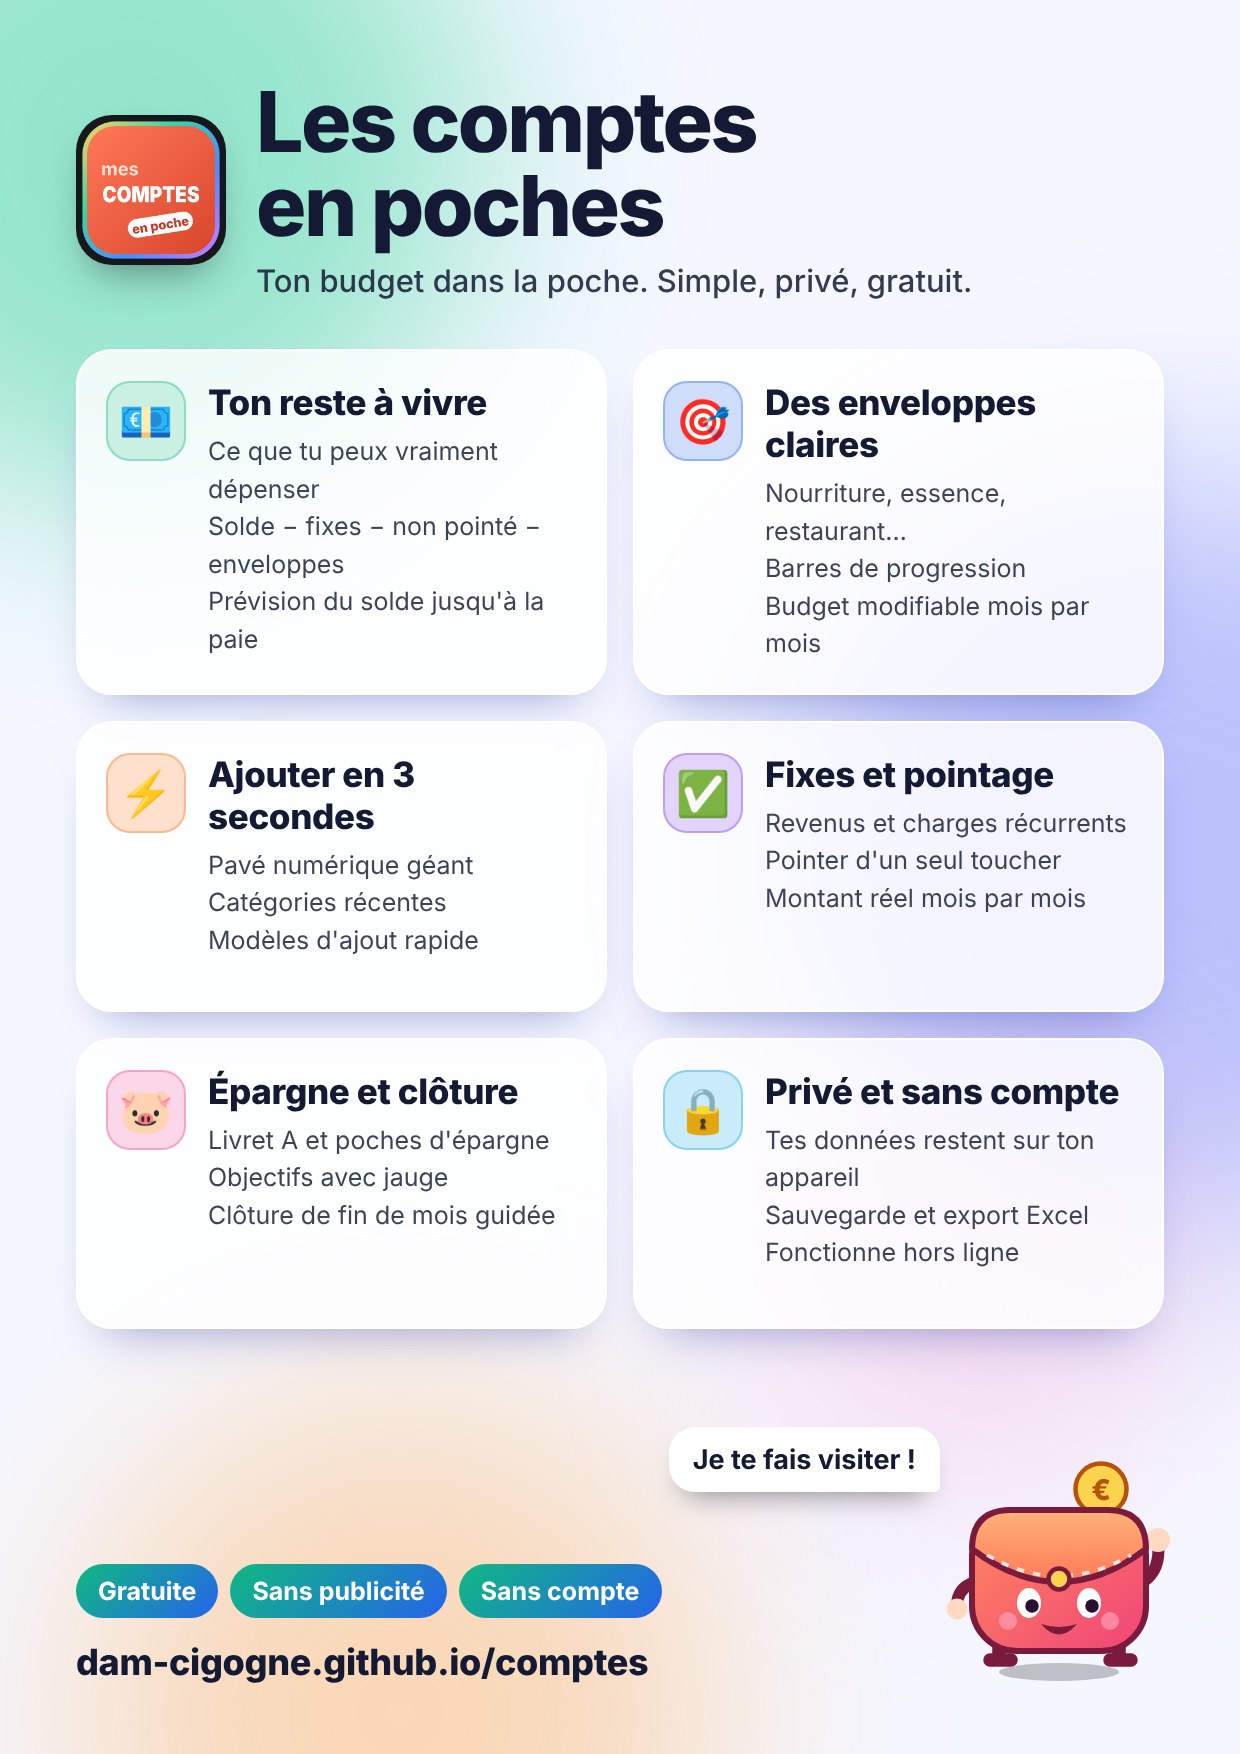 mes
COMPTES
en poche
Les comptes
en poches
Ton budget dans la poche. Simple, privé, gratuit.
Ton reste à vivre
Ce que tu peux vraiment
dépenser
Solde – fixes – non pointé –
enveloppes
Prévision du solde jusqu'à la
paie
Des enveloppes
claires
Nourriture, essence,
restaurant…
Barres de progression
Budget modifiable mois par
mois
Ajouter en 3
secondes
Pavé numérique géant
Catégories récentes
Modèles d'ajout rapide
Fixes et pointage
Revenus et charges récurrents
Pointer d'un seul toucher
Montant réel mois par mois
Épargne et clôture
Livret A et poches d'épargne
Objectifs avec jauge
Clôture de fin de mois guidée
Privé et sans compte
Tes données restent sur ton
appareil
Sauvegarde et export Excel
Fonctionne hors ligne
Je te fais visiter !
€
Gratuite
Sans publicité
Sans compte
dam-cigogne.github.io/comptes